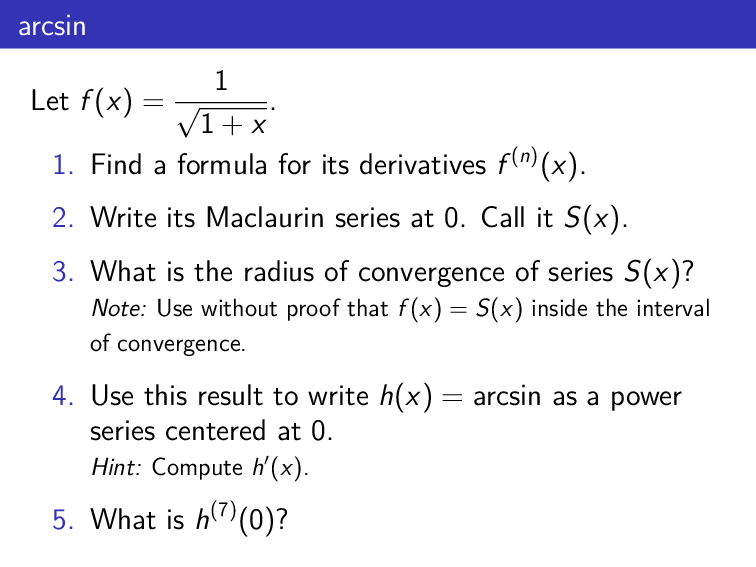 arcsin
Let f(x) = 1/√(1 + x).
1. Find a formula for its derivatives f⁽ⁿ⁾(x).
2. Write its Maclaurin series at 0. Call it S(x).
3. What is the radius of convergence of series S(x)?
Note: Use without proof that f(x) = S(x) inside the interval
of convergence.
4. Use this result to write h(x) = arcsin as a power
series centered at 0.
Hint: Compute h′(x).
5. What is h⁽⁷⁾(0)?